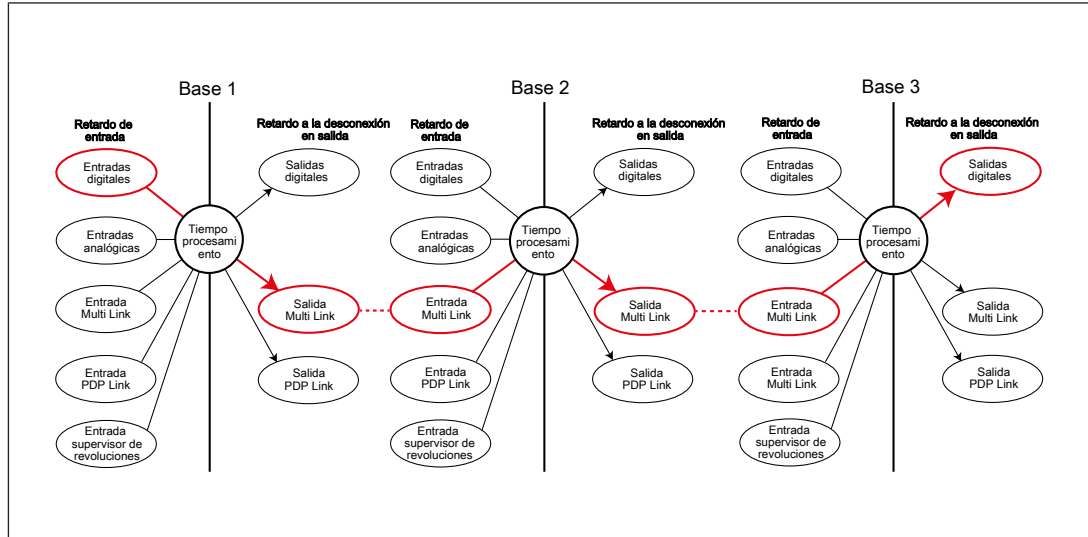 Base 1
Retardo de
entrada
Retardo a la desconexión
en salida
Entradas
digitales
Salidas
digitales
Entradas
analógicas
Tiempo
procesami
ento
Entrada
Multi Link
Salida
Multi Link
Entrada
PDP Link
Salida
PDP Link
Entrada
supervisor de
revoluciones
Base 2
Retardo de
entrada
Retardo a la desconexión
en salida
Entradas
digitales
Salidas
digitales
Entradas
analógicas
Tiempo
procesami
ento
Entrada
Multi Link
Salida
Multi Link
Entrada
PDP Link
Salida
PDP Link
Entrada
supervisor de
revoluciones
Base 3
Retardo de
entrada
Retardo a la desconexión
en salida
Entradas
digitales
Salidas
digitales
Entradas
analógicas
Tiempo
procesami
ento
Entrada
Multi Link
Salida
Multi Link
Entrada
Multi Link
Salida
PDP Link
Entrada
supervisor de
revoluciones